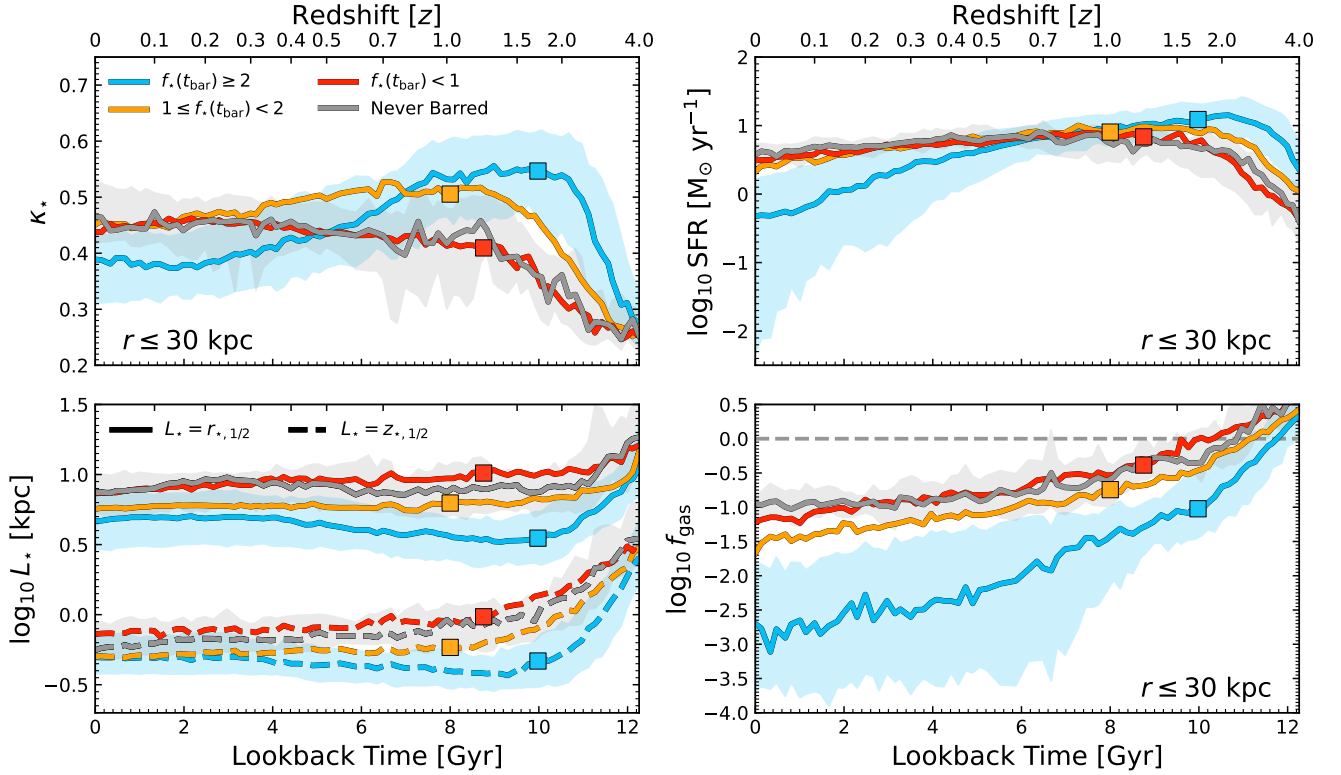 Redshift [z]
0 0.1 0.2 0.3 0.4 0.5 0.7 1.0 1.5 2.0 4.0
κ⋆
0.7
0.6
0.5
0.4
0.3
0.2
f⋆(t_bar) ≥ 2
1 ≤ f⋆(t_bar) < 2
f⋆(t_bar) < 1
Never Barred
r ≤ 30 kpc
Redshift [z]
0 0.1 0.2 0.3 0.4 0.5 0.7 1.0 1.5 2.0 4.0
log₁₀ SFR [M⊙ yr⁻¹]
2
1
0
−1
−2
r ≤ 30 kpc
log₁₀ L⋆ [kpc]
1.5
1.0
0.5
0.0
−0.5
L⋆ = r⋆,1/2
L⋆ = z⋆,1/2
0 2 4 6 8 10 12
Lookback Time [Gyr]
log₁₀ f_gas
0.5
0.0
−0.5
−1.0
−1.5
−2.0
−2.5
−3.0
−3.5
−4.0
r ≤ 30 kpc
0 2 4 6 8 10 12
Lookback Time [Gyr]